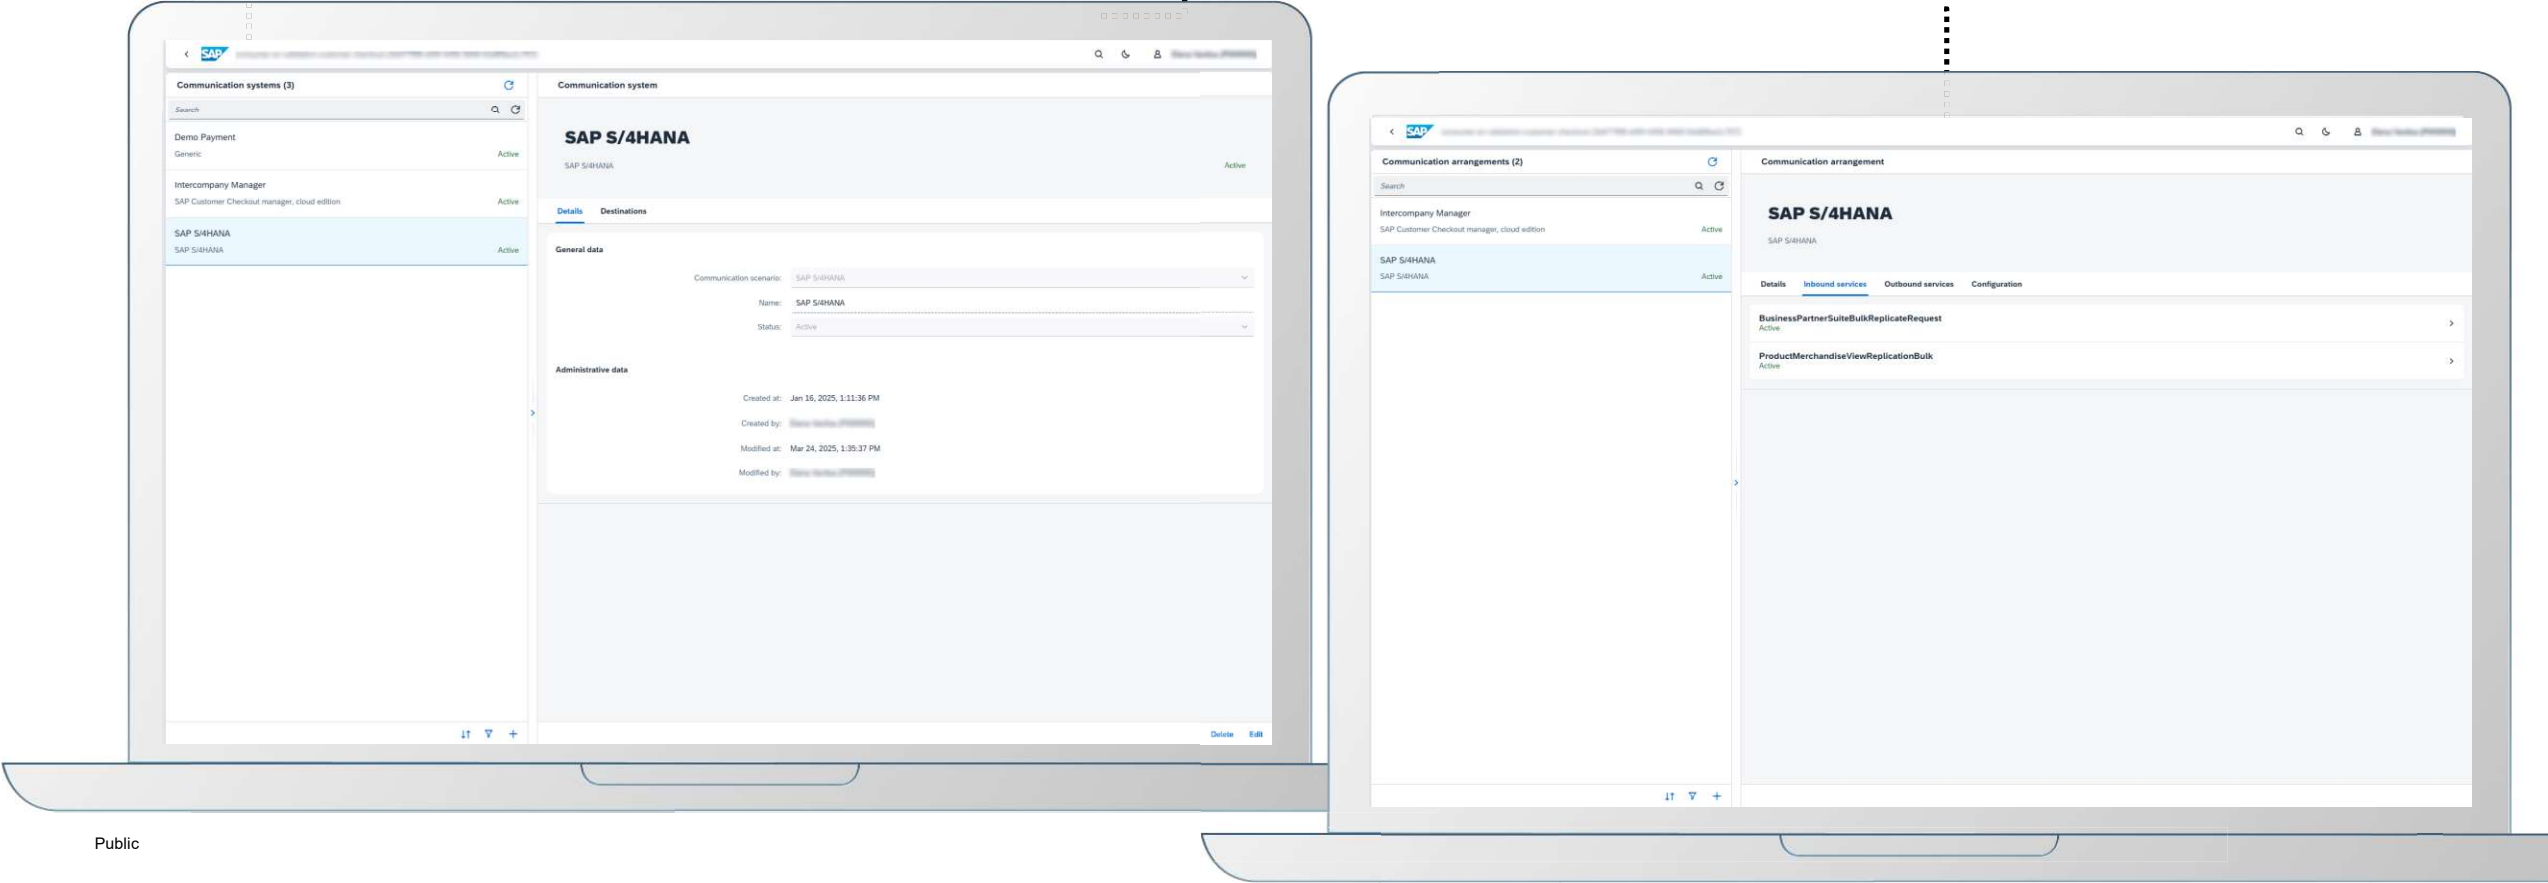 SAP
Communication systems (3)
Search
Demo Payment
Generic
Active
Intercompany Manager
SAP Customer Checkout manager, cloud edition
Active
SAP S/4HANA
SAP S/4HANA
Active
Communication system
SAP S/4HANA
SAP S/4HANA
Active
Details Destinations
General data
Communication scenario: SAP S/4HANA
Name: SAP S/4HANA
Status: Active
Administrative data
Created at: Jan 16, 2025, 1:11:36 PM
Created by:
Modified at: Mar 24, 2025, 1:35:37 PM
Modified by:
Delete Edit
SAP
Communication arrangements (2)
Search
Intercompany Manager
SAP Customer Checkout manager, cloud edition
Active
SAP S/4HANA
SAP S/4HANA
Active
Communication arrangement
SAP S/4HANA
SAP S/4HANA
Details Inbound services Outbound services Configuration
BusinessPartnerSuiteBulkReplicateRequest
Active
ProductMerchandiseViewReplicationBulk
Active
Public